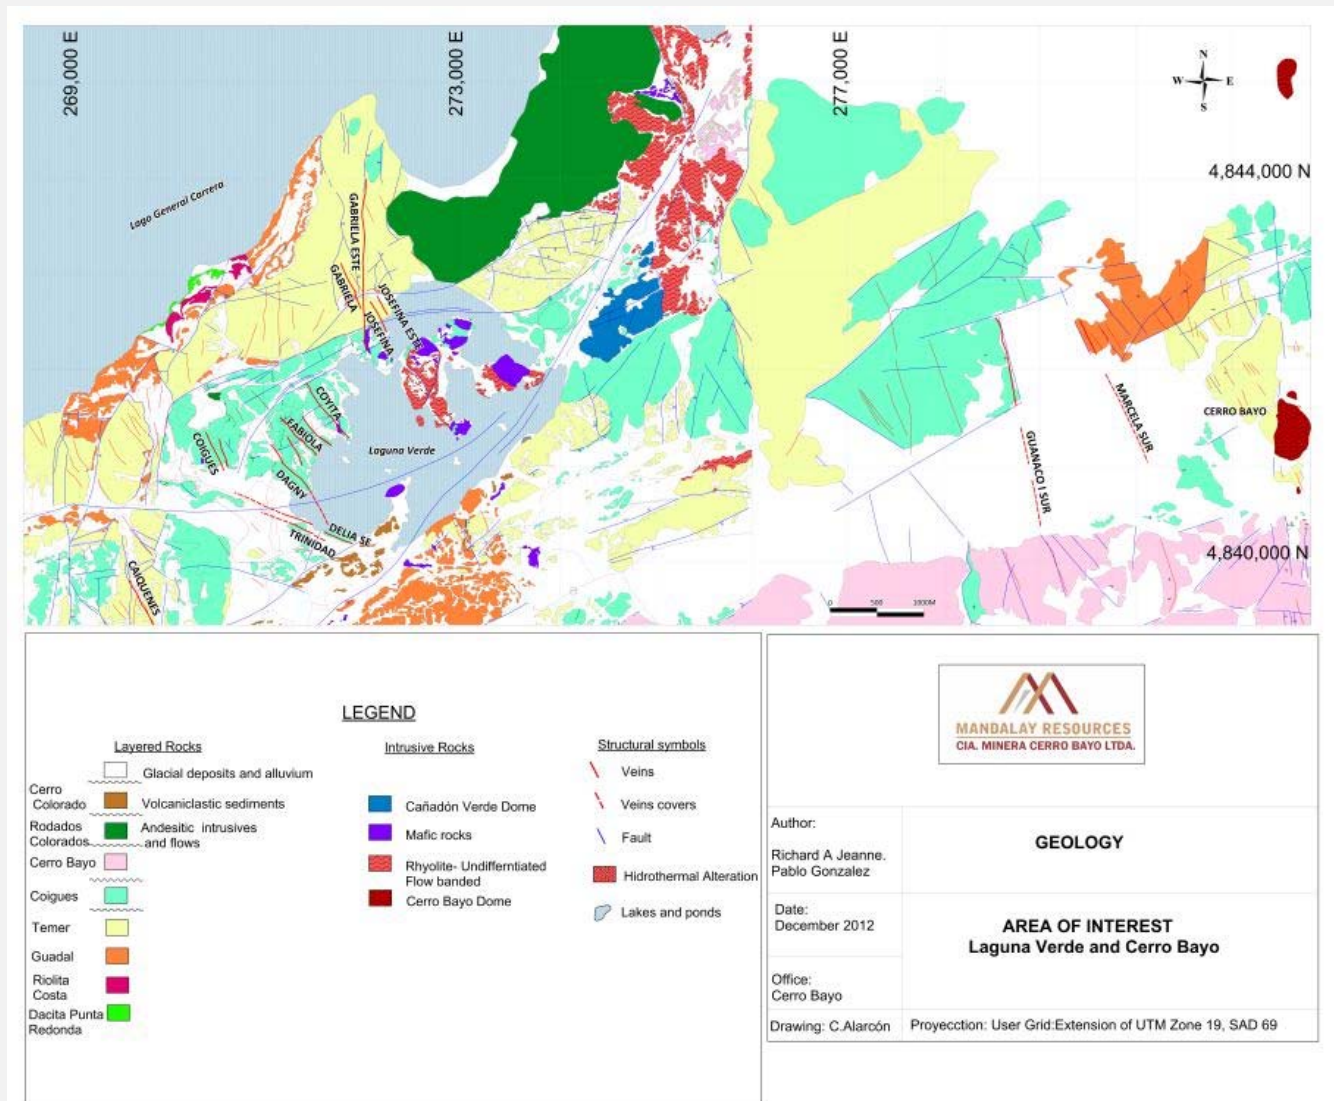 269,000 E
273,000 E
277,000 E
N
W E
S
4,844,000 N
Lago General Carrera
GABRIELA ESTE
GABRIELA
JOSEFINA ESTE
JOSEFINA
COYITA
FABIOLA
COIGUES
Laguna Verde
DAGNY
DELIA SE
TRINIDAD
CAIQUENES
MARCELA SUR
CERRO BAYO
GUANACO I SUR
4,840,000 N
0 500 1000M
LEGEND
Layered Rocks
Glacial deposits and alluvium
Cerro
Colorado
Volcaniclastic sediments
Rodados
Colorados
Andesitic intrusives
and flows
Cerro Bayo
Coigues
Temer
Guadal
Riolita
Costa
Dacita Punta
Redonda
Intrusive Rocks
Cañadón Verde Dome
Mafic rocks
Rhyolite- Undifferntiated
Flow banded
Cerro Bayo Dome
Structural symbols
Veins
Veins covers
Fault
Hidrothermal Alteration
Lakes and ponds
MANDALAY RESOURCES
CIA. MINERA CERRO BAYO LTDA.
Author:
Richard A Jeanne.
Pablo Gonzalez
GEOLOGY
Date:
December 2012
AREA OF INTEREST
Laguna Verde and Cerro Bayo
Office:
Cerro Bayo
Drawing: C.Alarcón
Proyecction: User Grid:Extension of UTM Zone 19, SAD 69